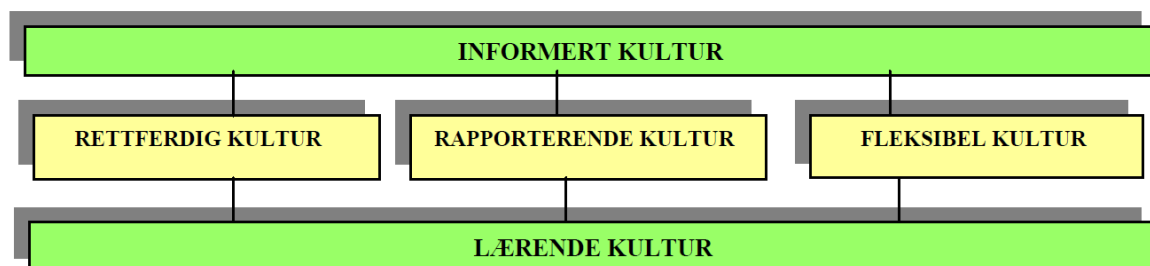 INFORMERT KULTUR
RETTFERDIG KULTUR
RAPPORTERENDE KULTUR
FLEKSIBEL KULTUR
LÆRENDE KULTUR